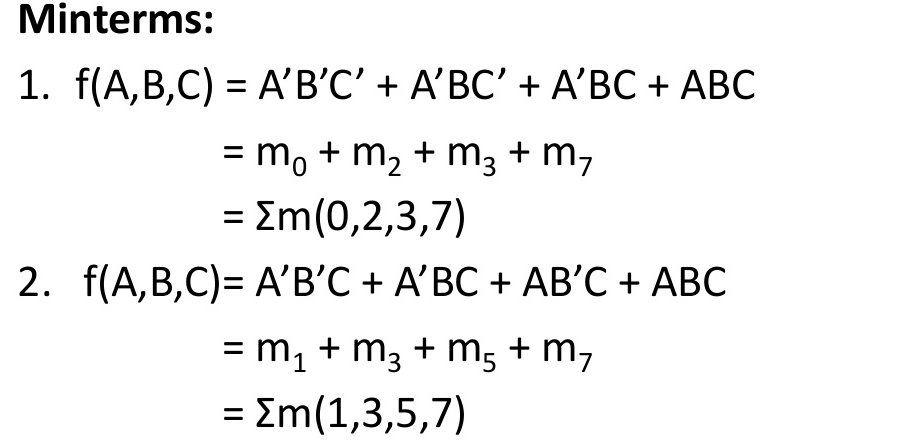 Minterms:
1. f(A,B,C) = A’B’C’ + A’BC’ + A’BC + ABC
= m₀ + m₂ + m₃ + m₇
= Σm(0,2,3,7)
2. f(A,B,C)= A’B’C + A’BC + AB’C + ABC
= m₁ + m₃ + m₅ + m₇
= Σm(1,3,5,7)